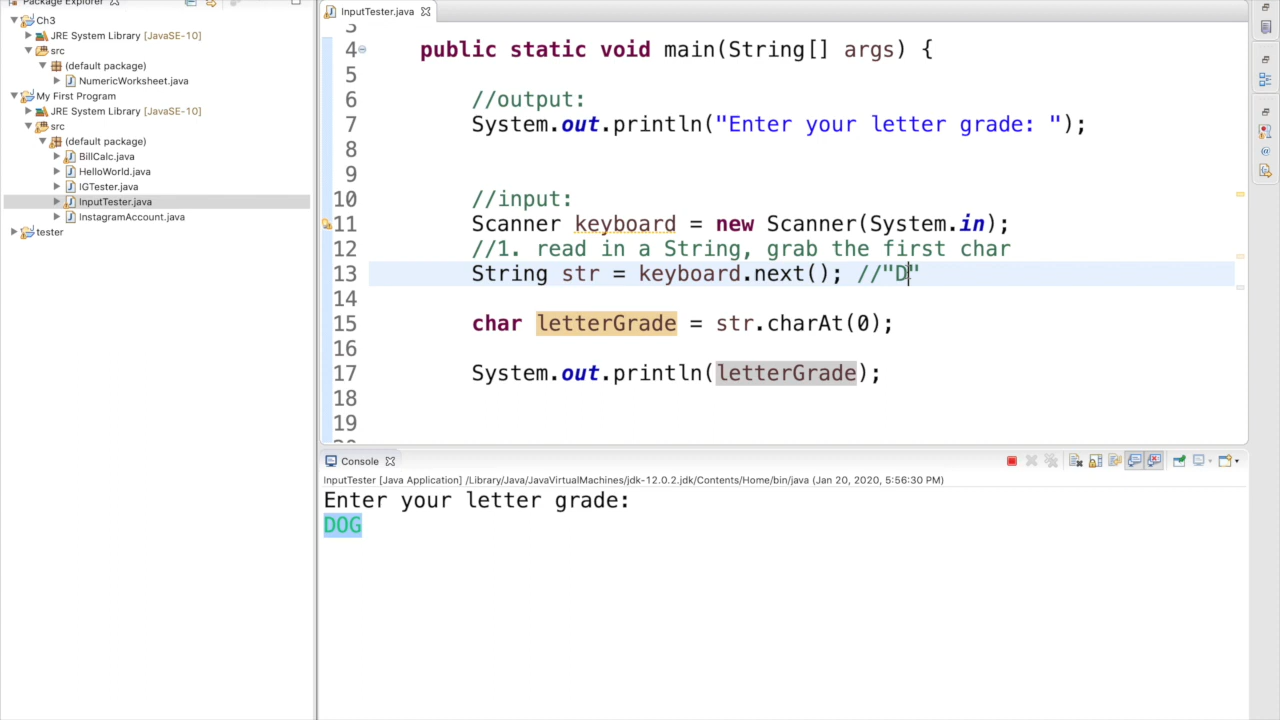 Package Explorer
Ch3
JRE System Library [JavaSE-10]
src
(default package)
NumericWorksheet.java
My First Program
JRE System Library [JavaSE-10]
src
(default package)
BillCalc.java
HelloWorld.java
IGTester.java
InputTester.java
InstagramAccount.java
tester
InputTester.java
3
4 public static void main(String[] args) {
5
6 //output:
7 System.out.println("Enter your letter grade: ");
8
9
10 //input:
11 Scanner keyboard = new Scanner(System.in);
12 //1. read in a String, grab the first char
13 String str = keyboard.next(); //"D"
14
15 char letterGrade = str.charAt(0);
16
17 System.out.println(letterGrade);
18
19
Console
InputTester [Java Application] /Library/Java/JavaVirtualMachines/jdk-12.0.2.jdk/Contents/Home/bin/java (Jan 20, 2020, 5:56:30 PM)
Enter your letter grade:
DOG